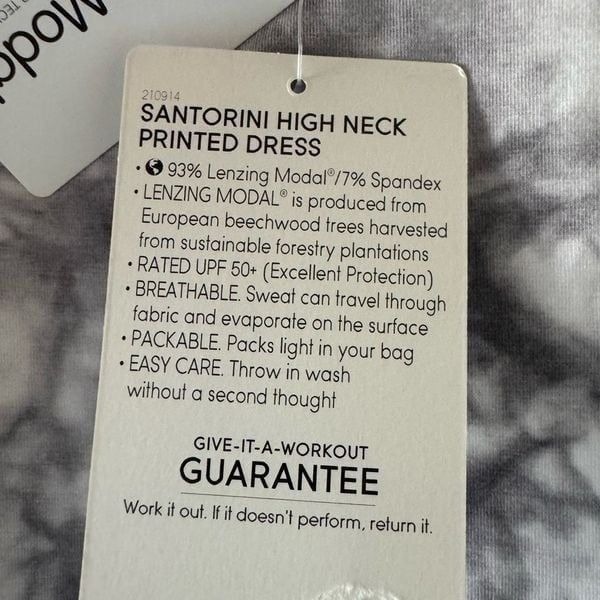 Modal
210914
SANTORINI HIGH NECK
PRINTED DRESS
• 93% Lenzing Modal®/7% Spandex
• LENZING MODAL® is produced from
European beechwood trees harvested
from sustainable forestry plantations
• RATED UPF 50+ (Excellent Protection)
• BREATHABLE. Sweat can travel through
fabric and evaporate on the surface
• PACKABLE. Packs light in your bag
• EASY CARE. Throw in wash
without a second thought
GIVE-IT-A-WORKOUT
GUARANTEE
Work it out. If it doesn't perform, return it.